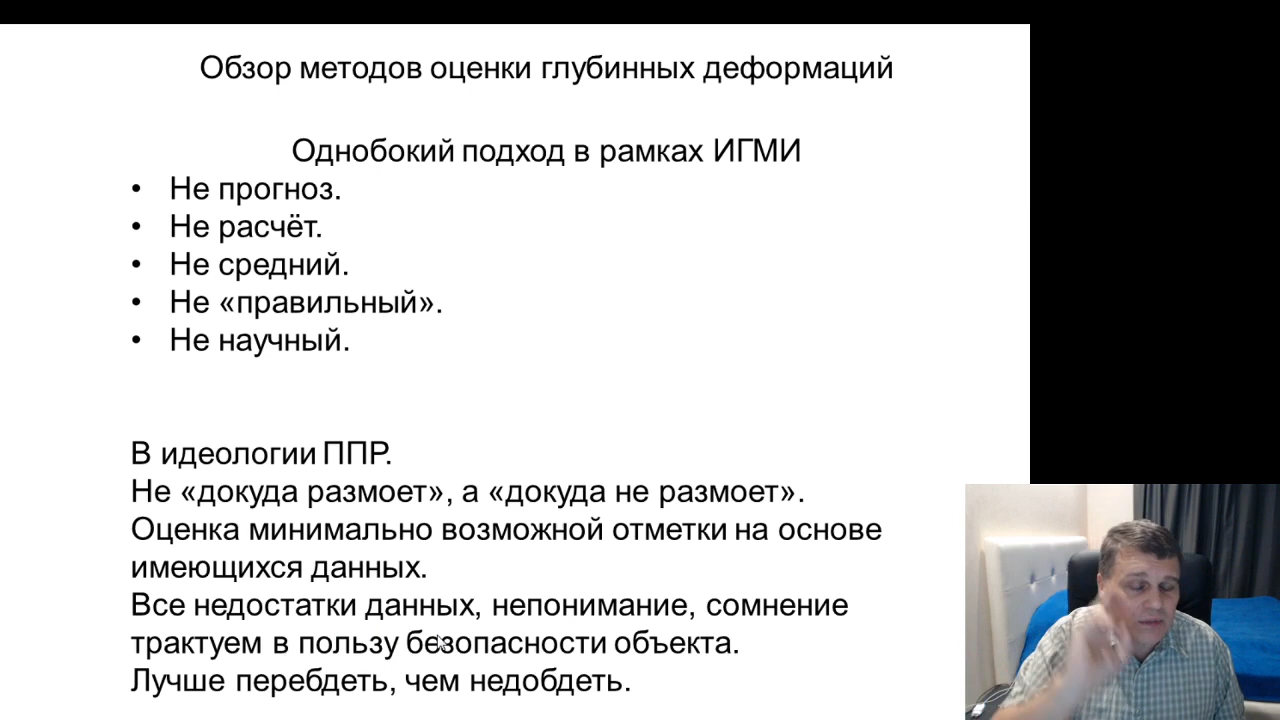 Обзор методов оценки глубинных деформаций
Однобокий подход в рамках ИГМИ
• Не прогноз.
• Не расчёт.
• Не средний.
• Не «правильный».
• Не научный.
В идеологии ППР.
Не «докуда размоет», а «докуда не размоет».
Оценка минимально возможной отметки на основе
имеющихся данных.
Все недостатки данных, непонимание, сомнение
трактуем в пользу безопасности объекта.
Лучше перебдеть, чем недобдеть.